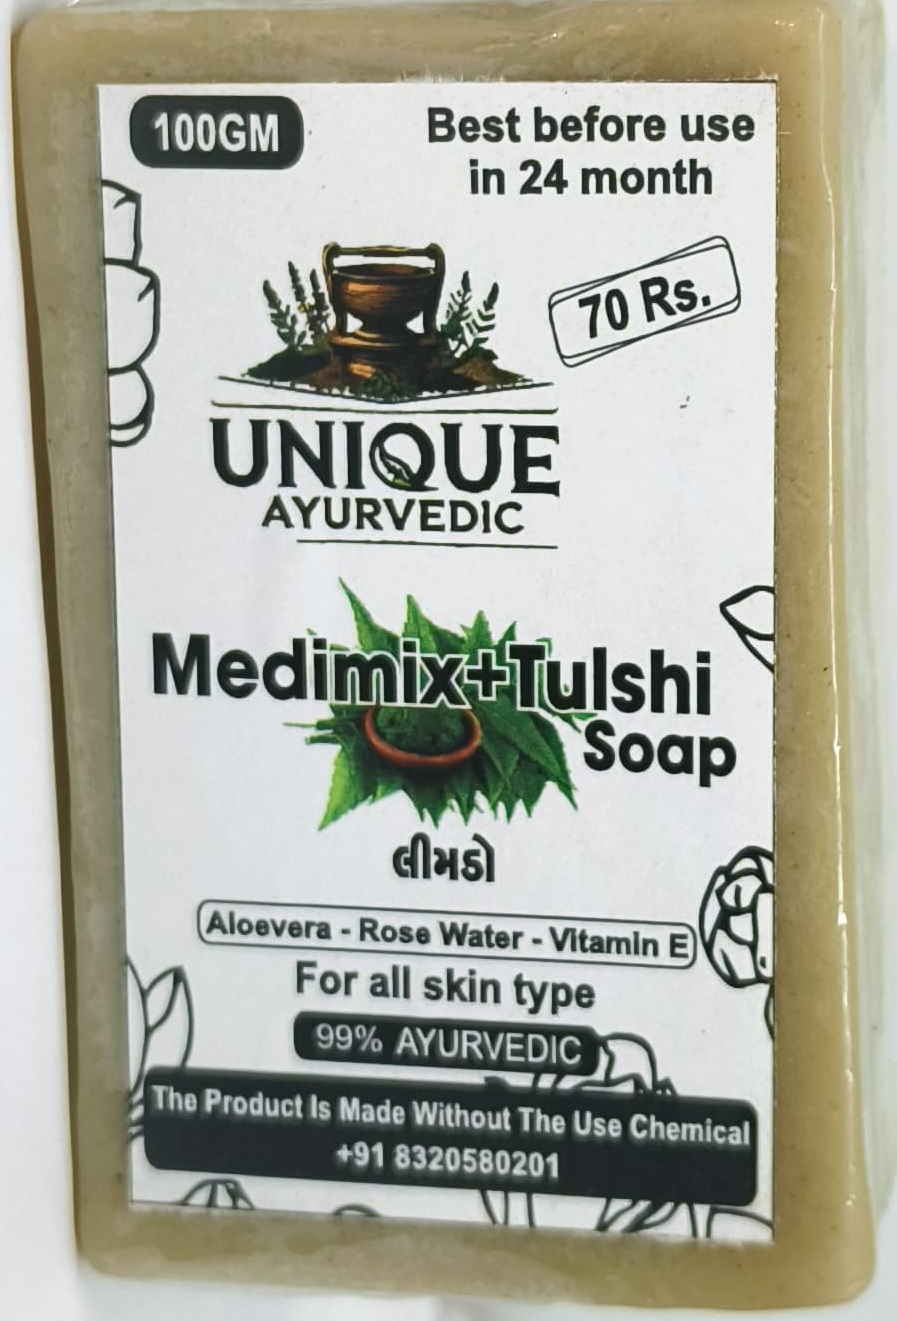 100GM
Best before use
in 24 month
70 Rs.
UNIQUE
AYURVEDIC
Medimix+Tulshi
Soap
લીમડો
Aloevera - Rose Water - Vitamin E
For all skin type
99% AYURVEDIC
The Product Is Made Without The Use Chemical
+91 8320580201